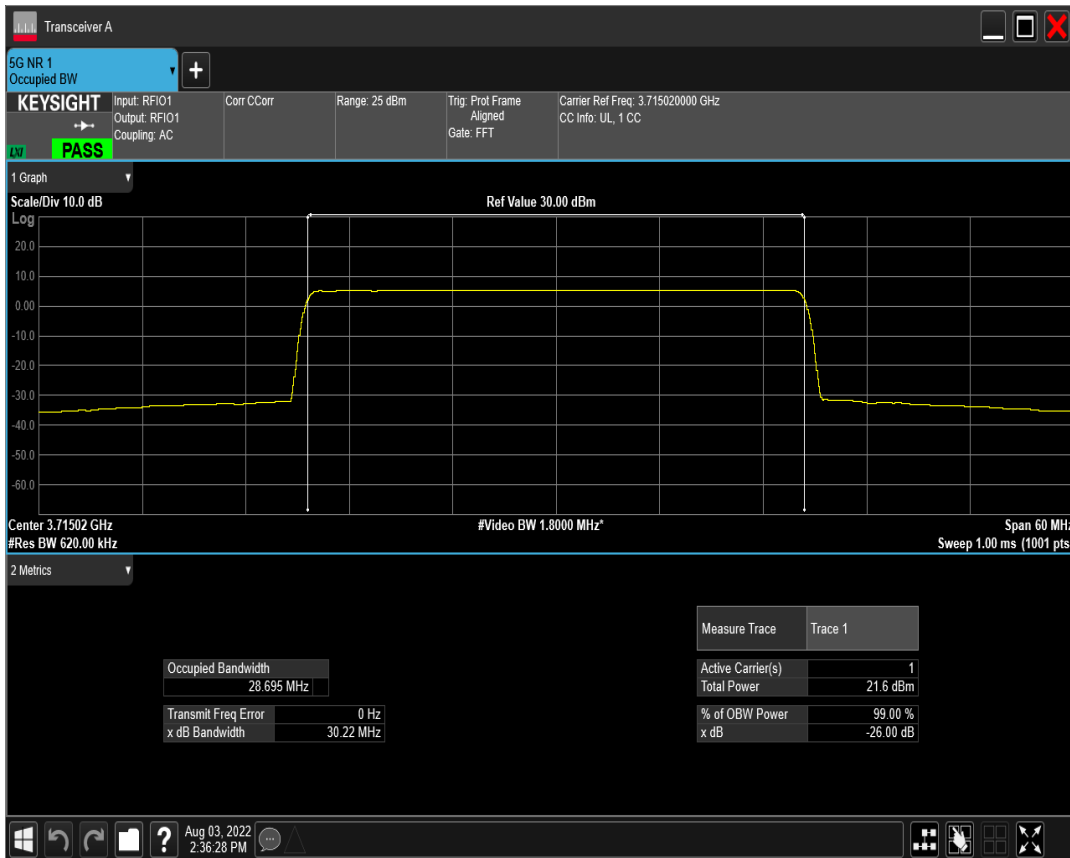 Transceiver A
5G NR 1
Occupied BW
KEYSIGHT
LXI
PASS
Input: RFIO1
Output: RFIO1
Coupling: AC
Corr CCorr
Range: 25 dBm
Trig: Prot Frame
Aligned
Gate: FFT
Carrier Ref Freq: 3.715020000 GHz
CC Info: UL, 1 CC
1 Graph
Scale/Div 10.0 dB
Ref Value 30.00 dBm
Log
20.0
10.0
0.00
-10.0
-20.0
-30.0
-40.0
-50.0
-60.0
Center 3.71502 GHz
#Video BW 1.8000 MHz*
Span 60 MHz
#Res BW 620.00 kHz
Sweep 1.00 ms (1001 pts
2 Metrics
Measure Trace Trace 1
Occupied Bandwidth
28.695 MHz
Active Carrier(s) 1
Total Power 21.6 dBm
Transmit Freq Error 0 Hz
x dB Bandwidth 30.22 MHz
% of OBW Power 99.00 %
x dB -26.00 dB
?
Aug 03, 2022
2:36:28 PM